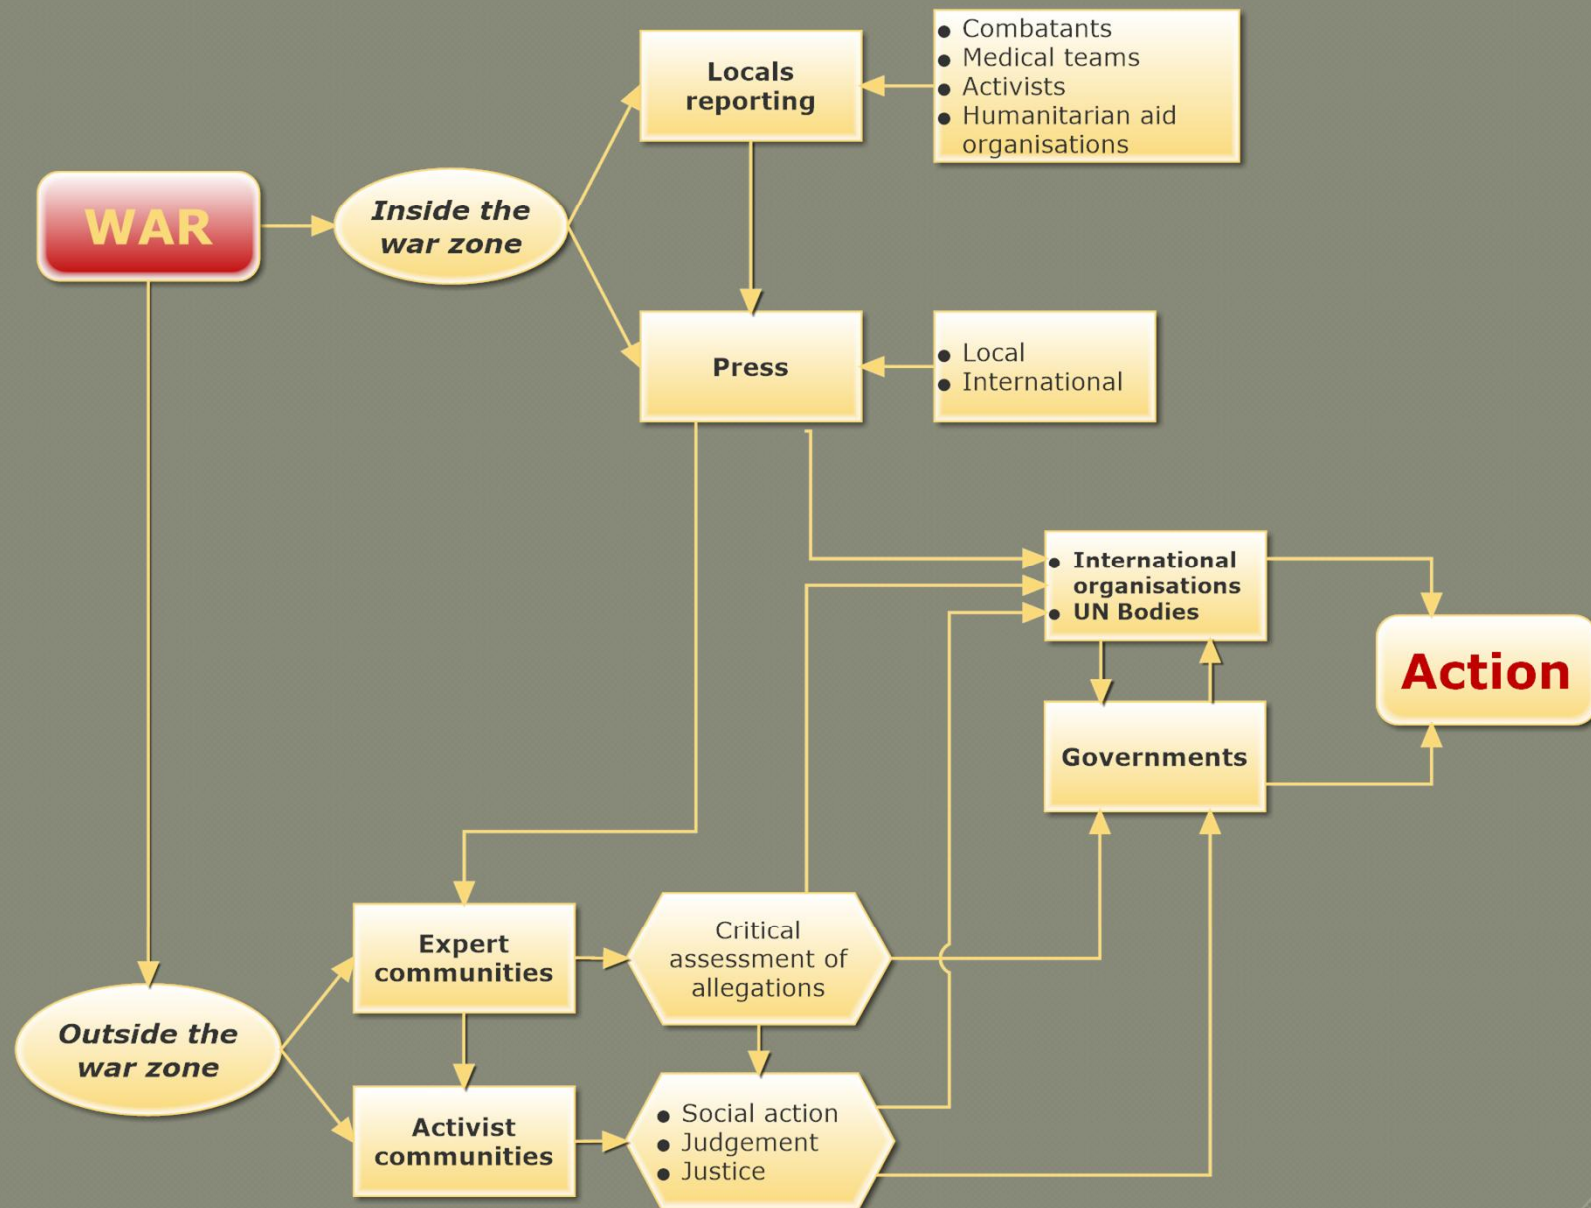 WAR
Inside the
war zone
Locals
reporting
● Combatants
● Medical teams
● Activists
● Humanitarian aid
organisations
Press
● Local
● International
● International
organisations
● UN Bodies
Governments
Action
Outside the
war zone
Expert
communities
Critical
assessment of
allegations
Activist
communities
● Social action
● Judgement
● Justice